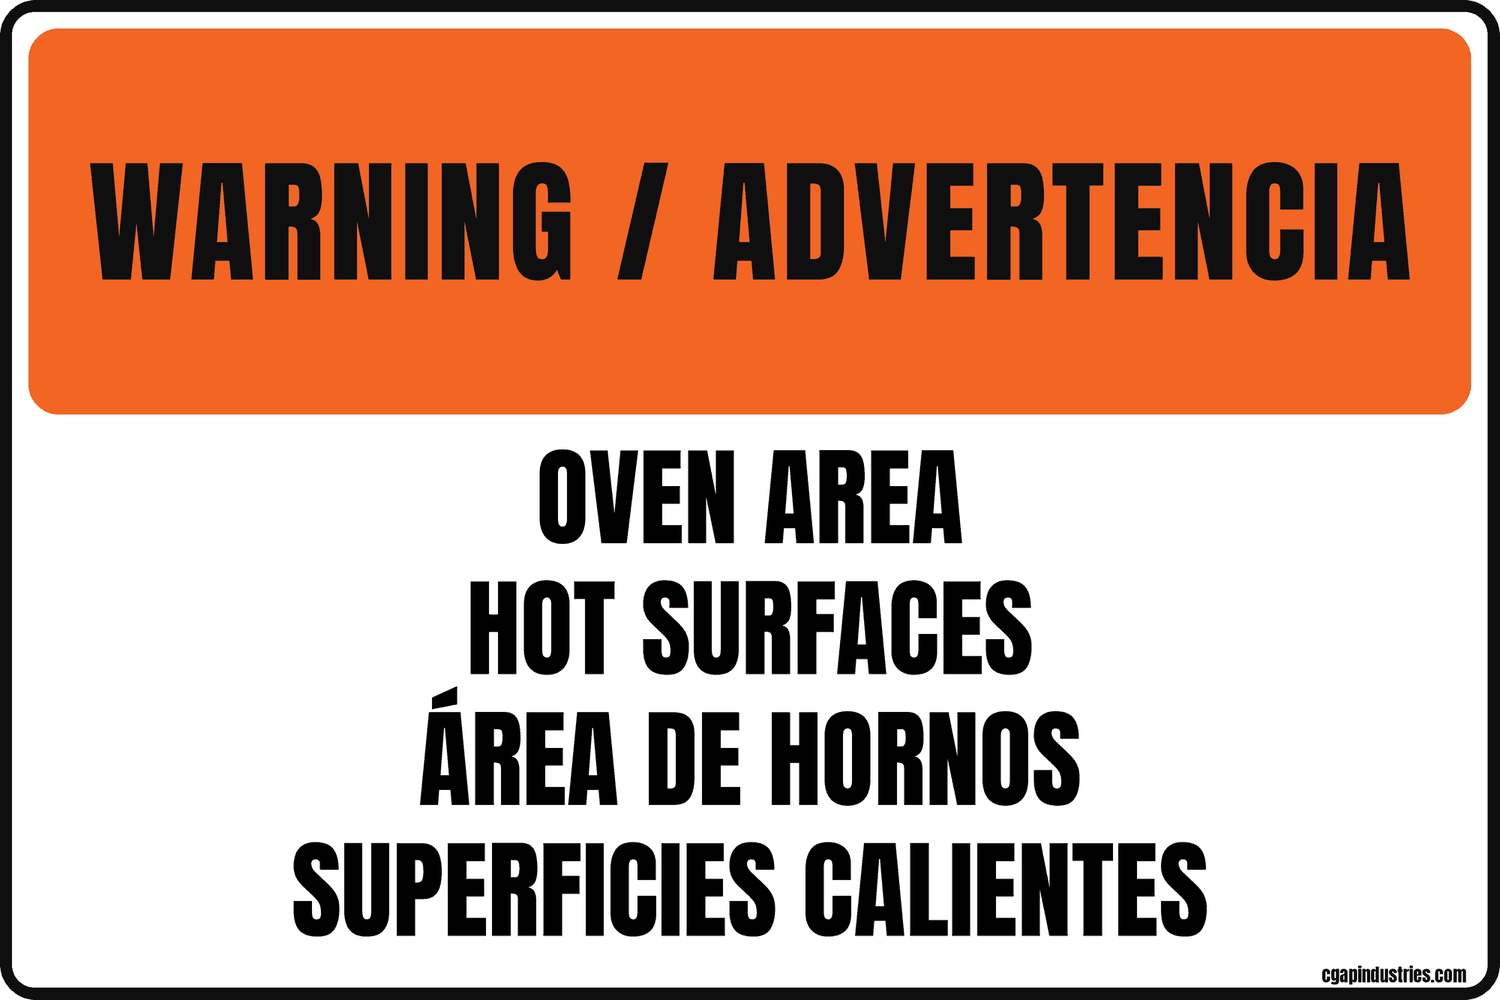 WARNING / ADVERTENCIA
OVEN AREA
HOT SURFACES
ÁREA DE HORNOS
SUPERFICIES CALIENTES
cgapindustries.com